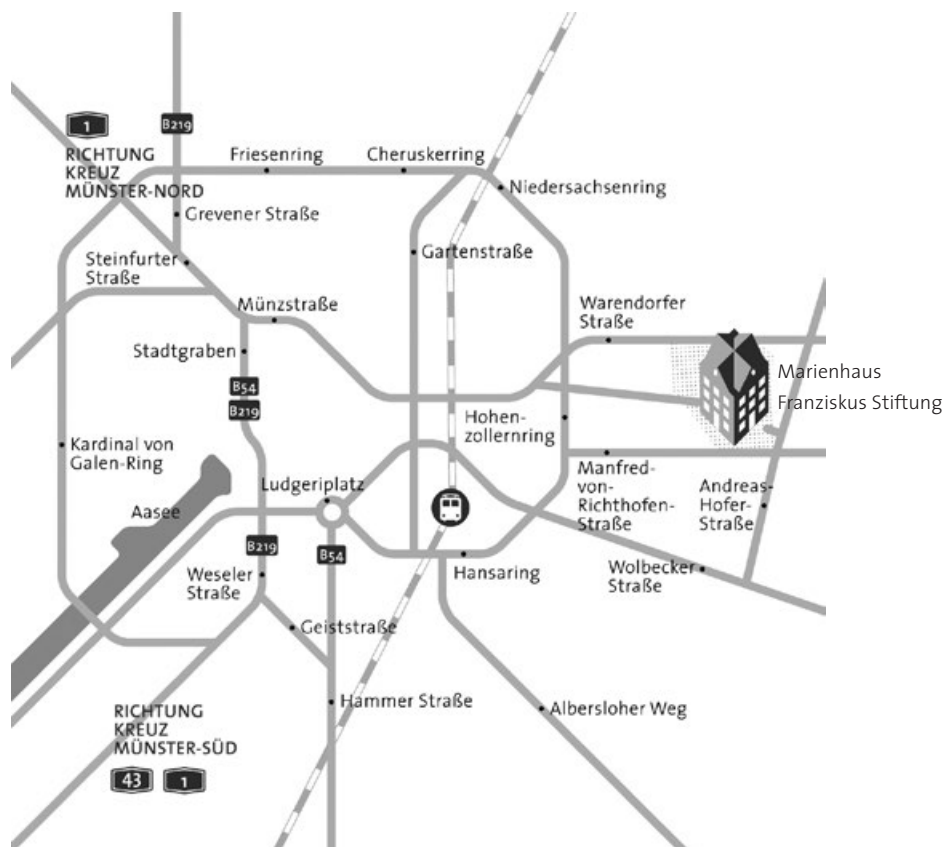 1
B219
RICHTUNG
KREUZ
MÜNSTER-NORD
Friesenring
Cheruskerring
Niedersachsenring
Grevener Straße
Gartenstraße
Steinfurter
Straße
Münzstraße
Warendorfer
Straße
Stadtgraben
Marienhaus
Franziskus Stiftung
B54
B219
Hohen-
zollernring
Kardinal von
Galen-Ring
Manfred-
von-
Richthofen-
Straße
Andreas-
Hofer-
Straße
Ludgeriplatz
Aasee
B219
B54
Hansaring
Wolbecker
Straße
Weseler
Straße
Geiststraße
Hammer Straße
Albersloher Weg
RICHTUNG
KREUZ
MÜNSTER-SÜD
43
1